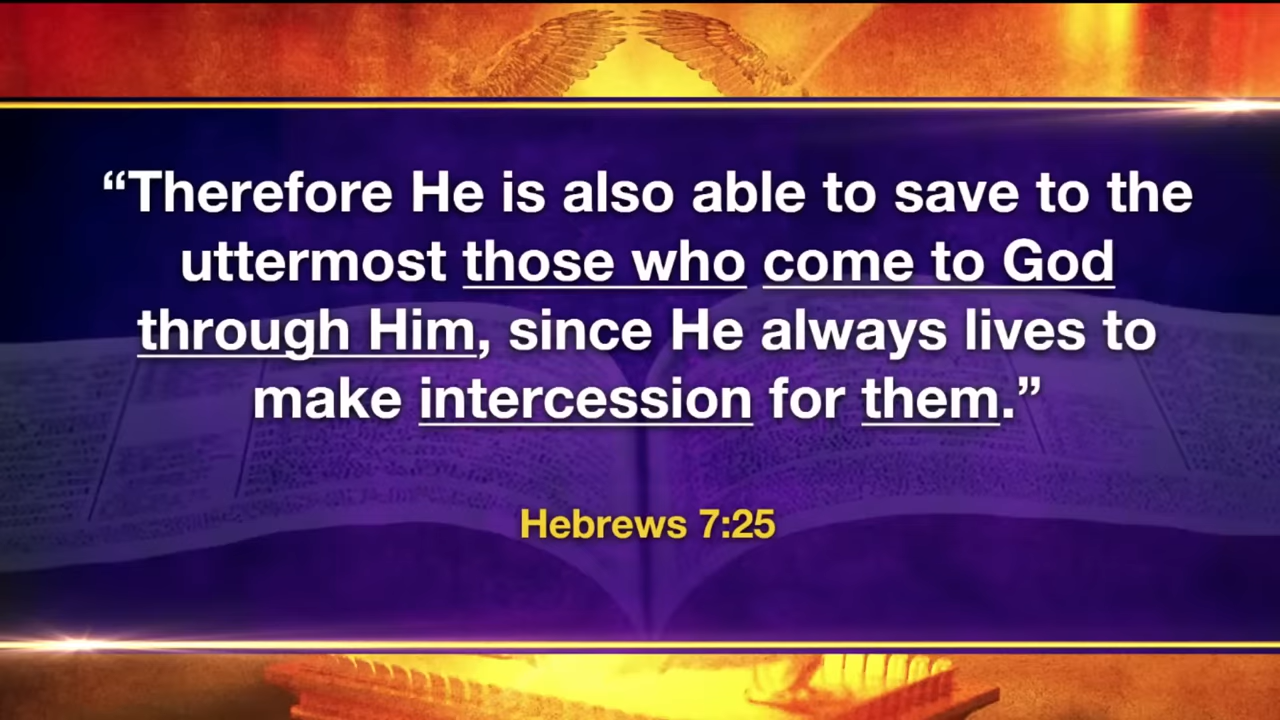 “Therefore He is also able to save to the
uttermost those who come to God
through Him, since He always lives to
make intercession for them.”
Hebrews 7:25